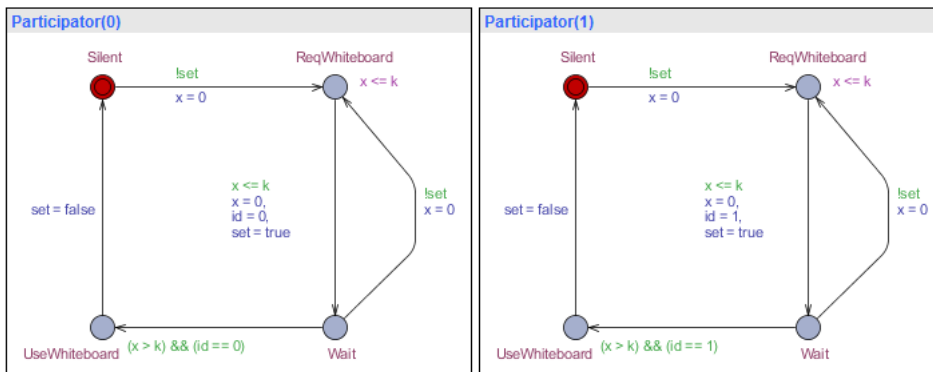 Participator(0)
Silent
ReqWhiteboard
!set
x = 0
x <= k
x <= k
x = 0,
id = 0,
set = true
!set
x = 0
set = false
UseWhiteboard
(x > k) && (id == 0)
Wait
Participator(1)
Silent
ReqWhiteboard
!set
x = 0
x <= k
x <= k
x = 0,
id = 1,
set = true
!set
x = 0
set = false
UseWhiteboard
(x > k) && (id == 1)
Wait